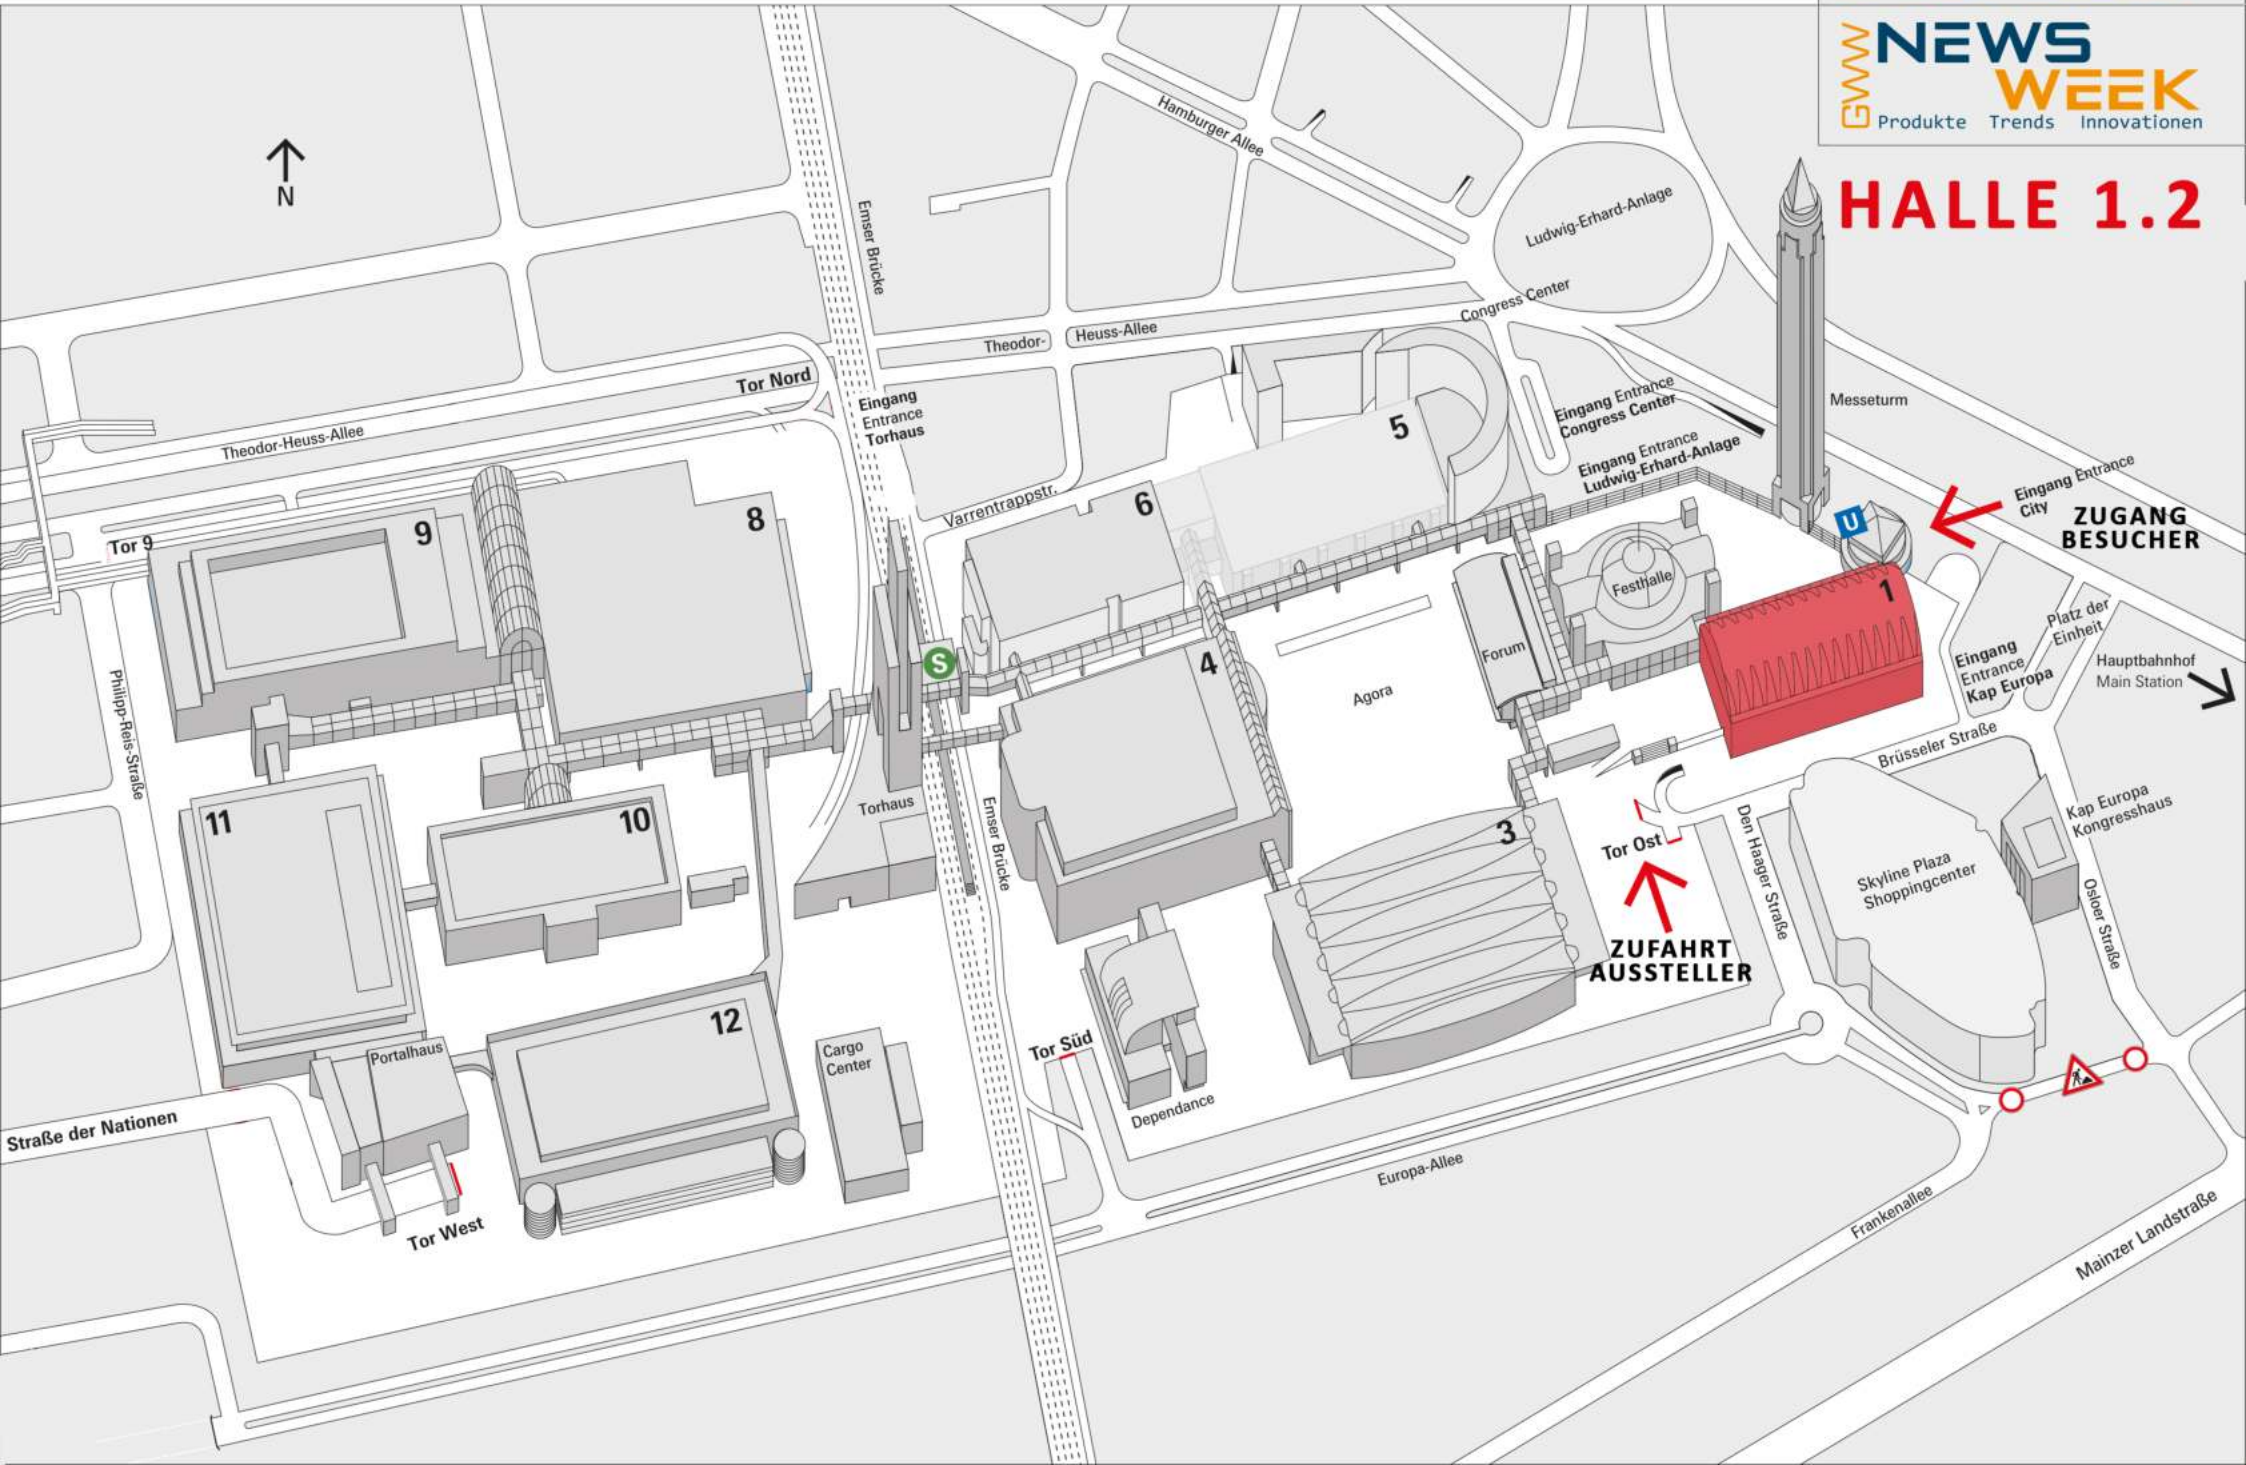 GWW
NEWS
WEEK
Produkte Trends Innovationen
HALLE 1.2
N
Hamburger Allee
Emser Brücke
Ludwig-Erhard-Anlage
Congress Center
Theodor-
Heuss-Allee
Tor Nord
Eingang
Entrance
Torhaus
Theodor-Heuss-Allee
Eingang Entrance
Congress Center
Eingang Entrance
Ludwig-Erhard-Anlage
Messeturm
Eingang Entrance
City
ZUGANG
BESUCHER
U
5
6
Varrentrappstr.
8
9
Tor 9
Festhalle
1
Platz der
Einheit
Eingang
Entrance
Kap Europa
Hauptbahnhof
Main Station
S
4
Forum
Agora
Philipp-Reis-Straße
Brüsseler Straße
Kap Europa
Kongresshaus
Torhaus
Emser Brücke
11
10
3
Tor Ost
Den Haager Straße
Skyline Plaza
Shoppingcenter
Osloer Straße
ZUFAHRT
AUSSTELLER
12
Portalhaus
Cargo
Center
Tor Süd
Dependance
Straße der Nationen
Tor West
Europa-Allee
Frankenallee
Mainzer Landstraße